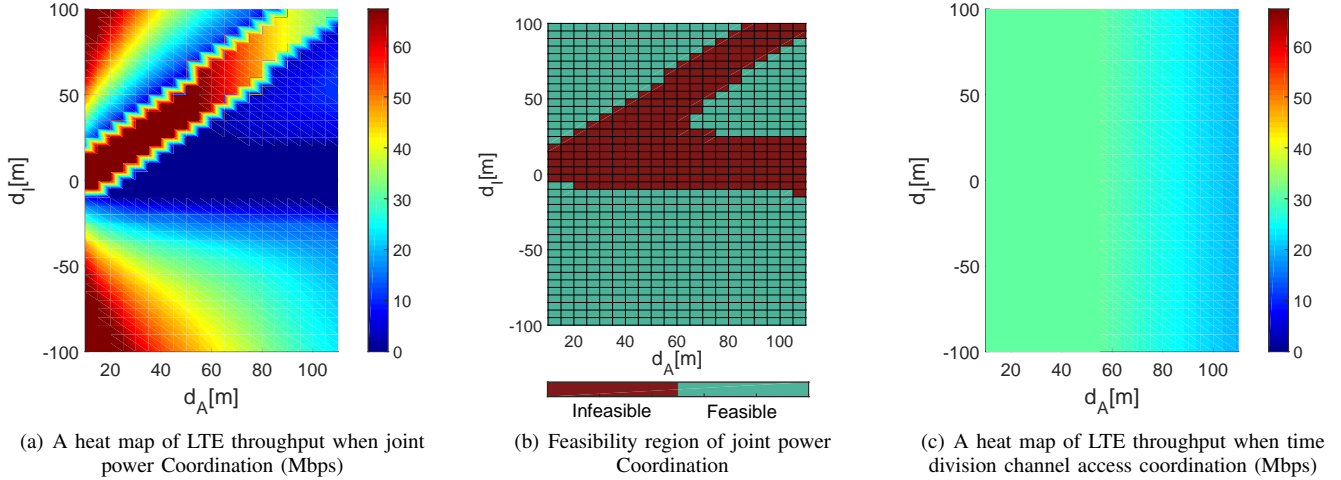 100
50
0
-50
-100
d_I[m]
20 40 60 80 100
d_A[m]
60
50
40
30
20
10
0
(a) A heat map of LTE throughput when joint
power Coordination (Mbps)
100
50
0
-50
-100
d_I[m]
20 40 60 80 100
d_A[m]
Infeasible Feasible
(b) Feasibility region of joint power
Coordination
100
50
0
-50
-100
d_I[m]
20 40 60 80 100
d_A[m]
60
50
40
30
20
10
0
(c) A heat map of LTE throughput when time
division channel access coordination (Mbps)